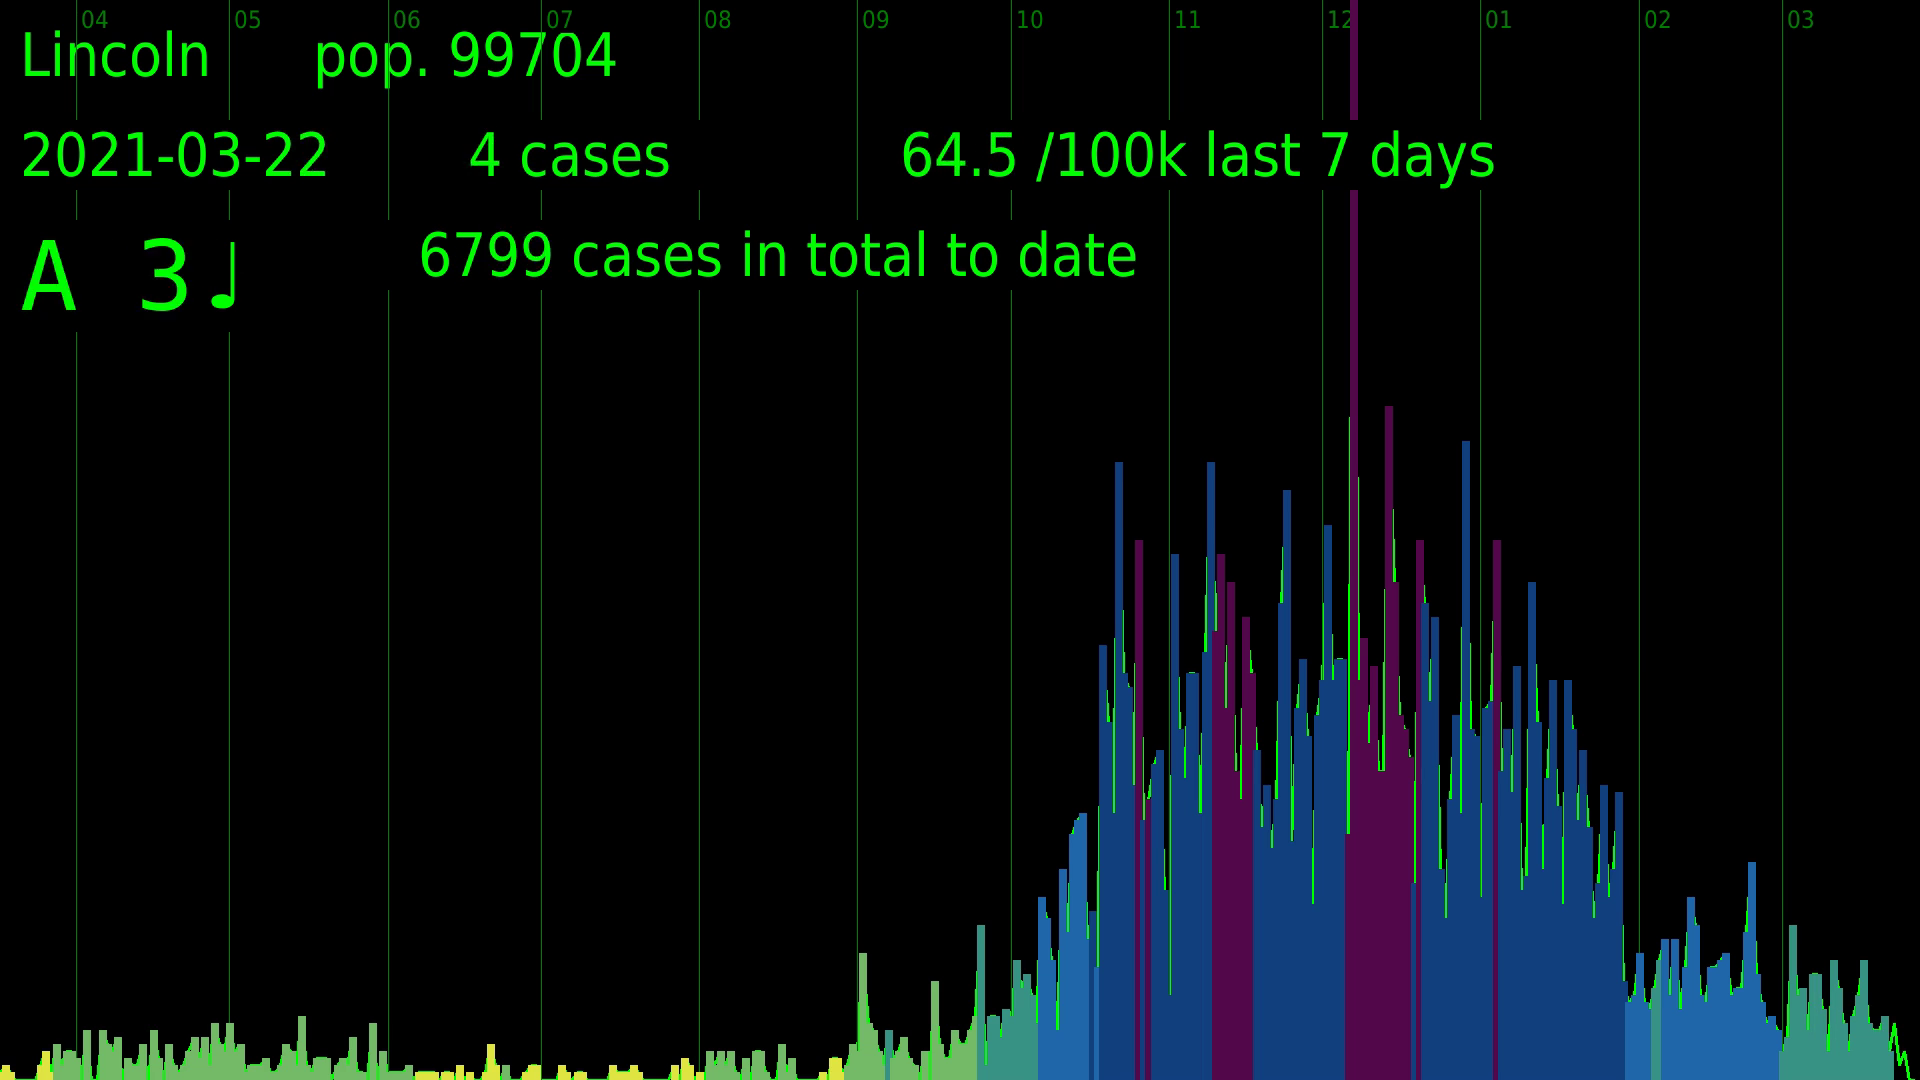 04 05 06 07 08 09 10 11 12 01 02 03
Lincoln pop. 99704
2021-03-22 4 cases 64.5 /100k last 7 days
A 3♩ 6799 cases in total to date